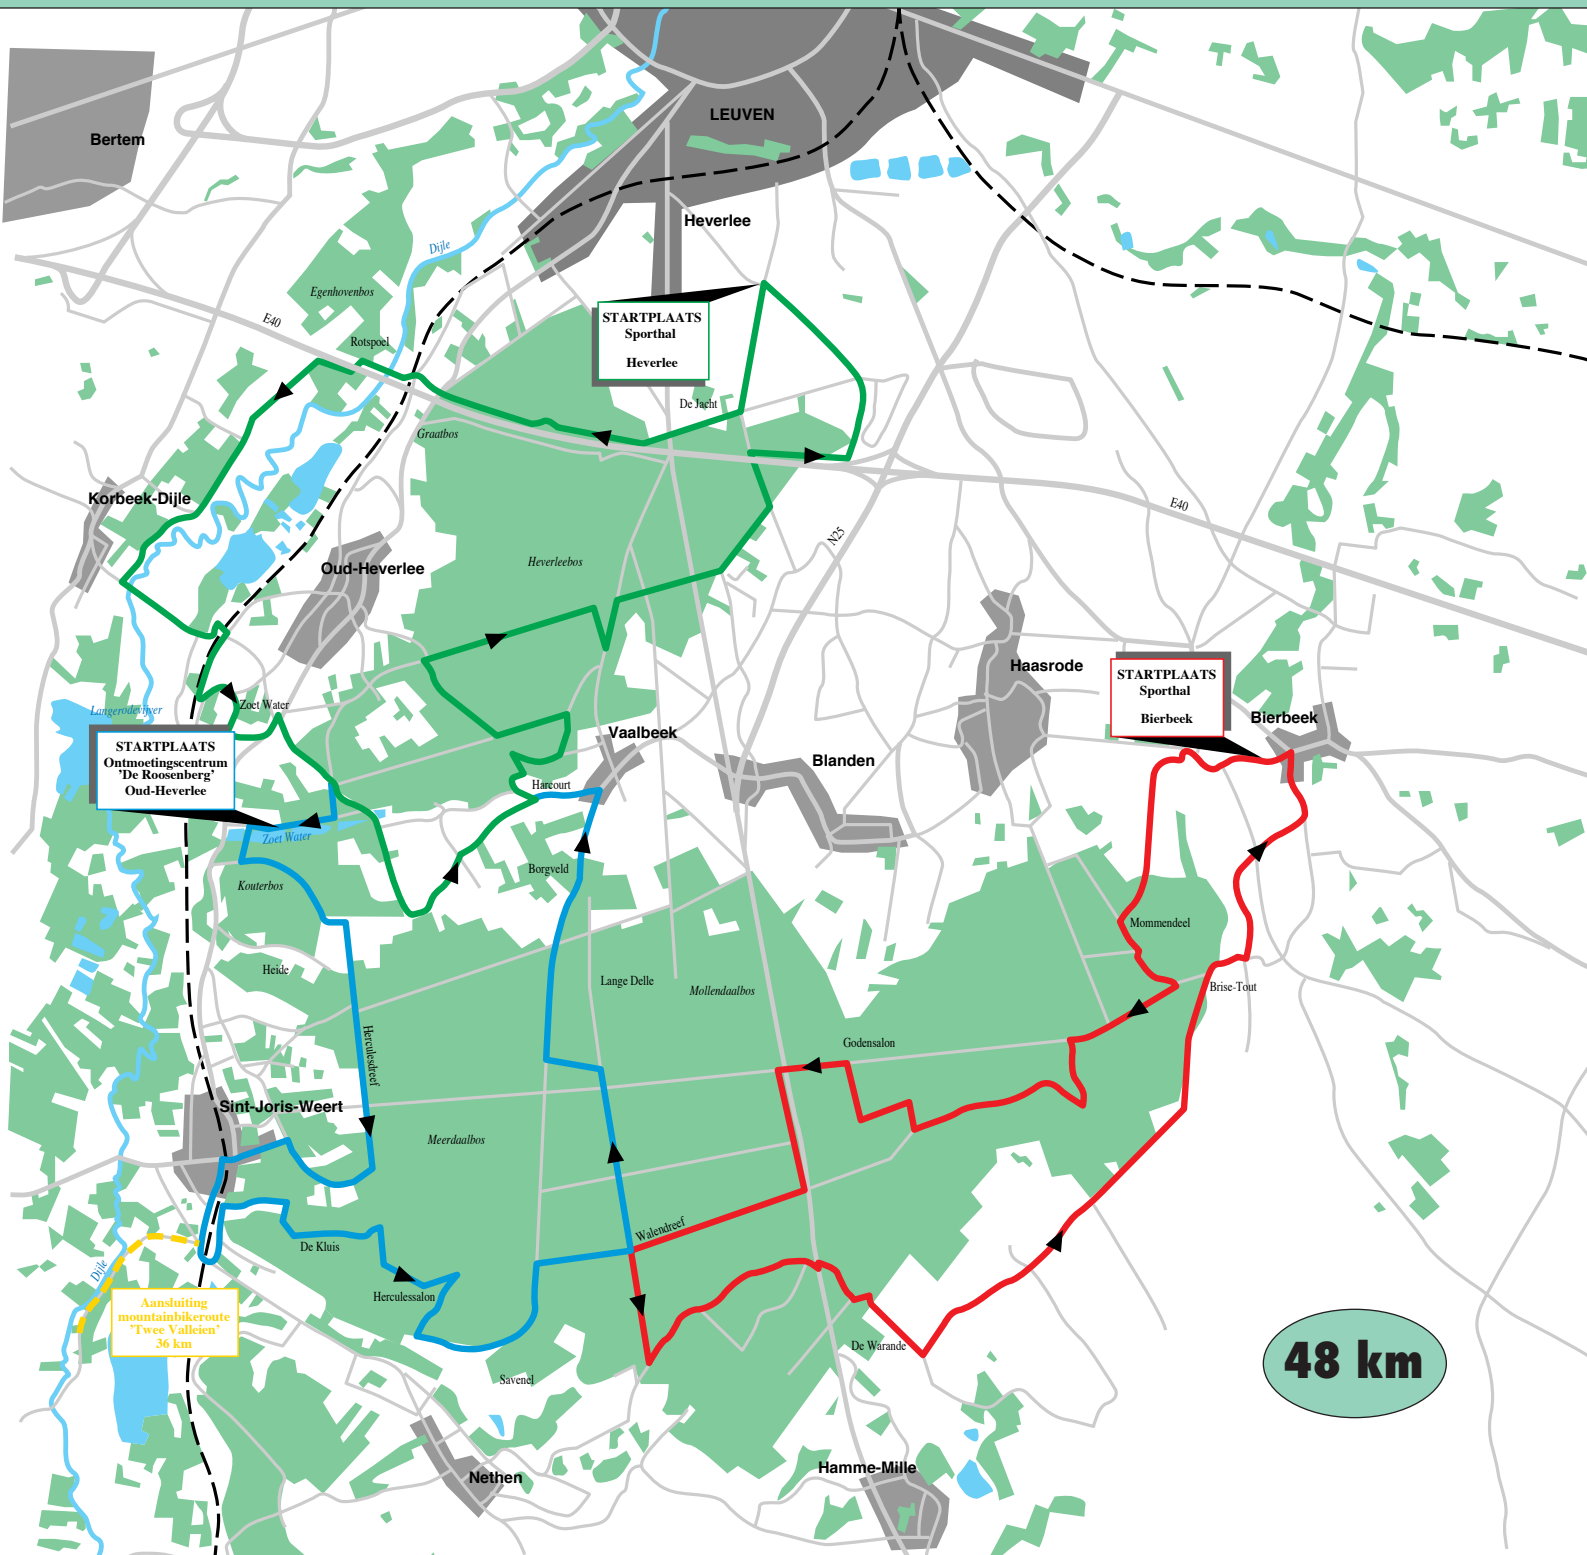 LEUVEN
Bertem
Heverlee
Dijle
Egenhovenbos
E40
Rotspoel
STARTPLAATS
Sporthal
Heverlee
De Jacht
Graatbos
Korbeek-Dijle
E40
N25
Oud-Heverlee
Heverleebos
Haasrode
STARTPLAATS
Sporthal
Bierbeek
Bierbeek
Langerodevijver
Zoet Water
Vaalbeek
STARTPLAATS
Ontmoetingscentrum
'De Roosenberg'
Oud-Heverlee
Blanden
Harcourt
Zoet Water
Borgveld
Kouterbos
Mommendeel
Heide
Lange Delle
Mollendaalbos
Brise-Tout
Herculesdreef
Godensalon
Sint-Joris-Weert
Meerdaalbos
Walendreef
De Kluis
Dijle
Herculessalon
Aansluiting
mountainbikeroute
'Twee Valleien'
36 km
De Warande
48 km
Savenel
Nethen
Hamme-Mille